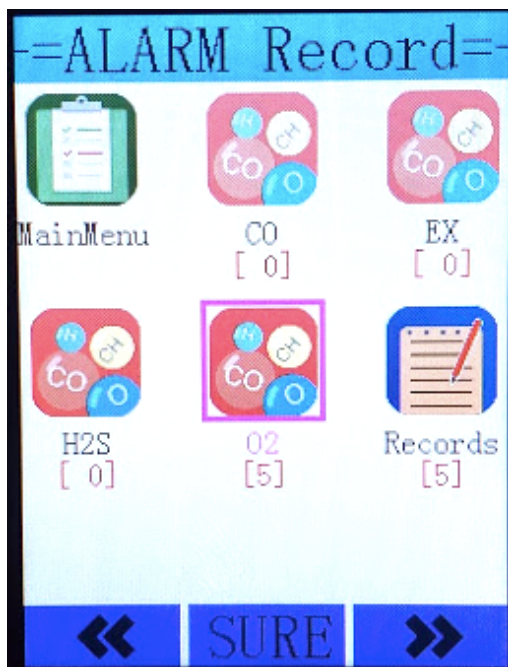 -=ALARM Record=-
MainMenu
CO
[ 0]
EX
[ 0]
H2S
[ 0]
O2
[5]
Records
[5]
« SURE »